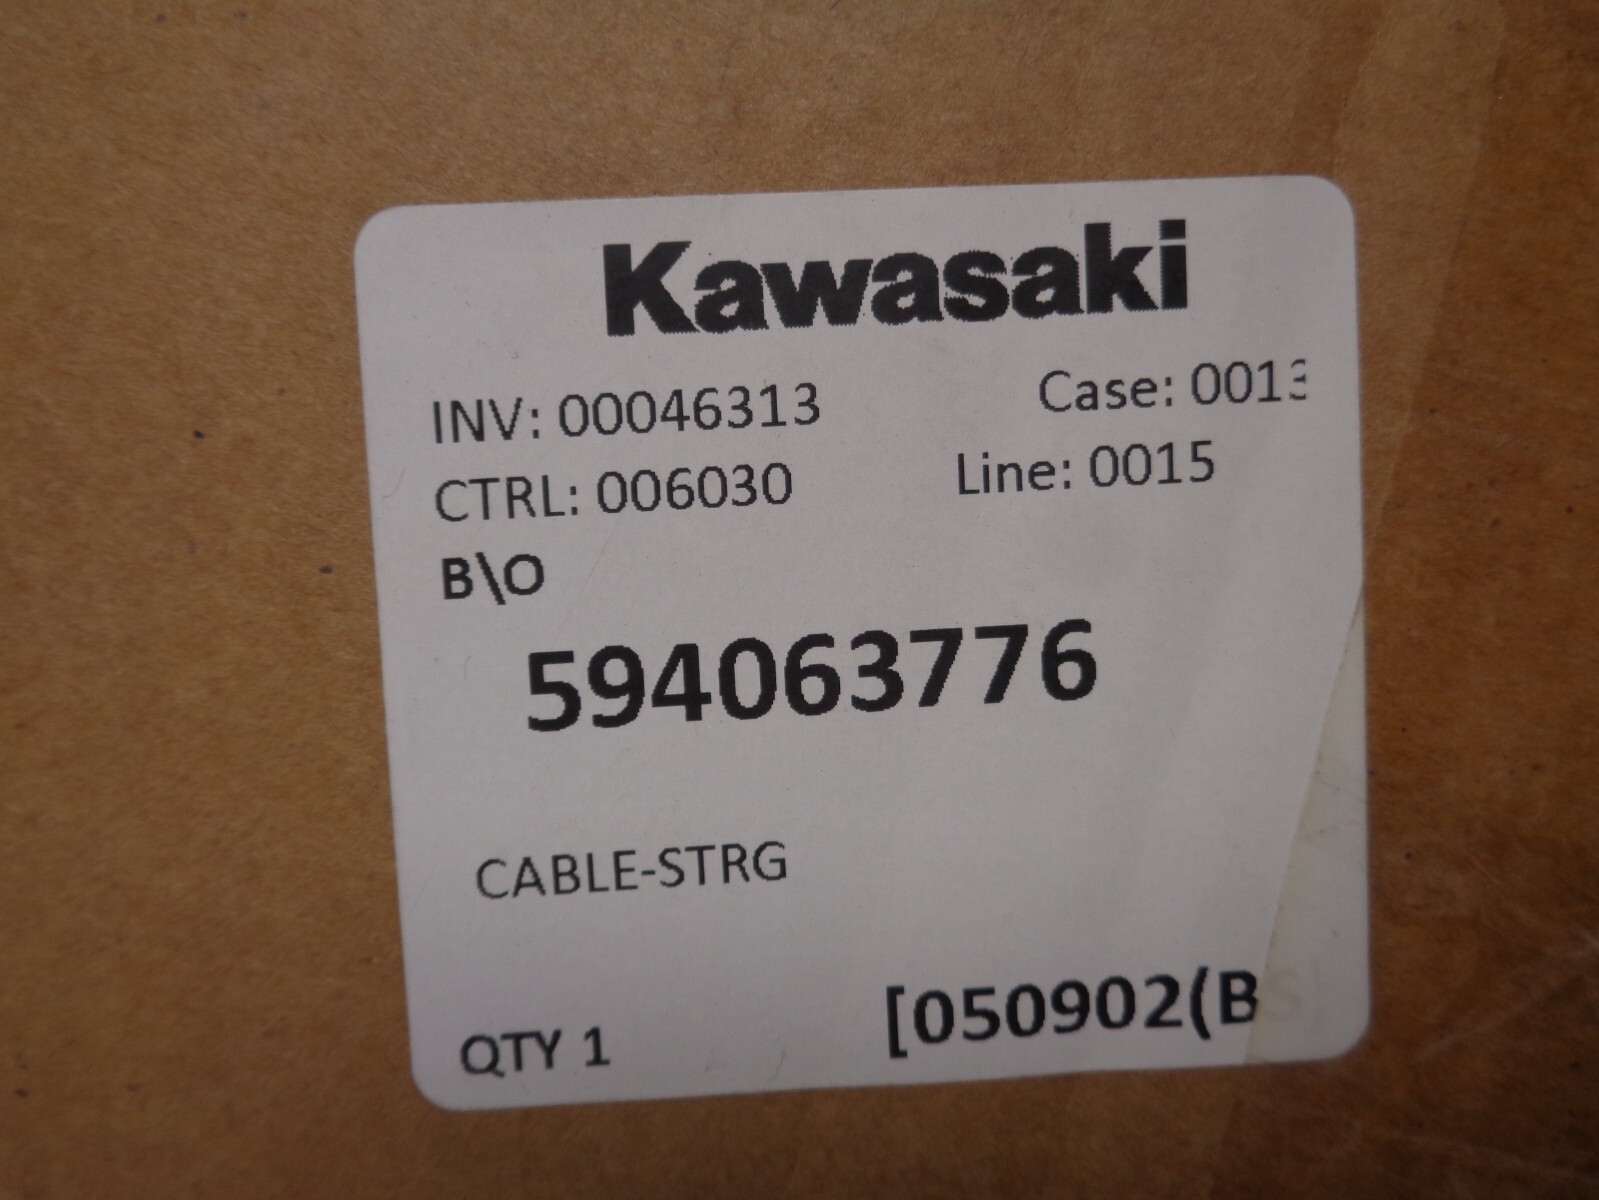 Kawasaki
INV: 00046313 Case: 0013
CTRL: 006030 Line: 0015
B\O
594063776
CABLE-STRG
QTY 1 [050902(B